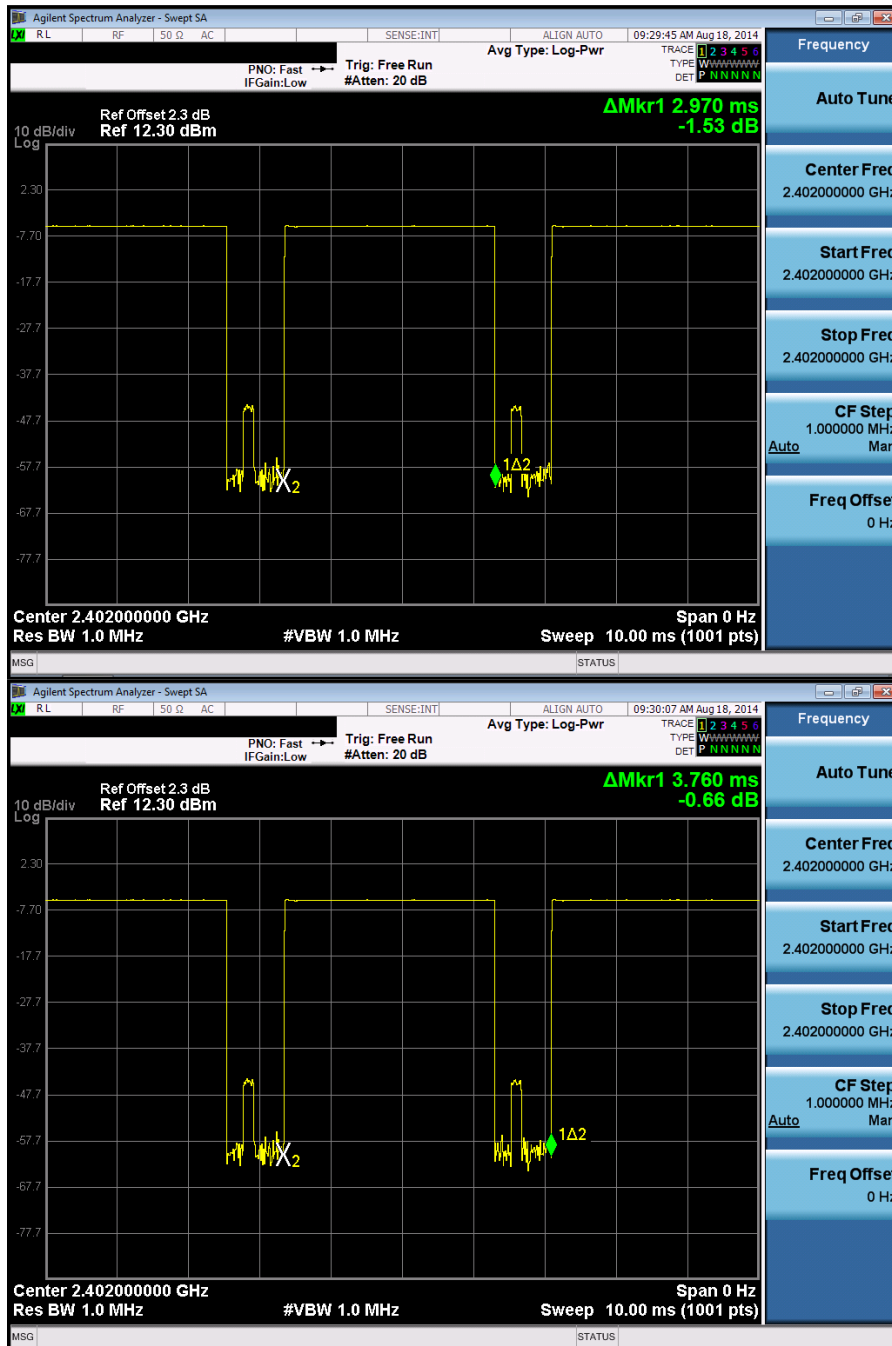 Agilent Spectrum Analyzer - Swept SA
LXI RL RF 50 Ω AC SENSE:INT ALIGN AUTO 09:29:45 AM Aug 18, 2014
Frequency
Avg Type: Log-Pwr TRACE 1 2 3 4 5 6
PNO: Fast Trig: Free Run TYPE WWWWWW
IFGain:Low #Atten: 20 dB DET P N N N N N
Auto Tune
ΔMkr1 2.970 ms
Ref Offset 2.3 dB
10 dB/div Ref 12.30 dBm -1.53 dB
Log
Center Freq
2.402000000 GHz
2.30
-7.70
Start Freq
2.402000000 GHz
-17.7
-27.7
Stop Freq
2.402000000 GHz
-37.7
CF Step
1.000000 MHz
Auto Man
-47.7
-57.7
1Δ2
X2
Freq Offset
0 Hz
-67.7
-77.7
Center 2.402000000 GHz Span 0 Hz
Res BW 1.0 MHz #VBW 1.0 MHz Sweep 10.00 ms (1001 pts)
MSG STATUS
Agilent Spectrum Analyzer - Swept SA
LXI RL RF 50 Ω AC SENSE:INT ALIGN AUTO 09:30:07 AM Aug 18, 2014
Frequency
Avg Type: Log-Pwr TRACE 1 2 3 4 5 6
PNO: Fast Trig: Free Run TYPE WWWWWW
IFGain:Low #Atten: 20 dB DET P N N N N N
Auto Tune
ΔMkr1 3.760 ms
Ref Offset 2.3 dB
10 dB/div Ref 12.30 dBm -0.66 dB
Log
Center Freq
2.402000000 GHz
2.30
-7.70
Start Freq
2.402000000 GHz
-17.7
-27.7
Stop Freq
2.402000000 GHz
-37.7
CF Step
1.000000 MHz
Auto Man
-47.7
-57.7
1Δ2
X2
Freq Offset
0 Hz
-67.7
-77.7
Center 2.402000000 GHz Span 0 Hz
Res BW 1.0 MHz #VBW 1.0 MHz Sweep 10.00 ms (1001 pts)
MSG STATUS